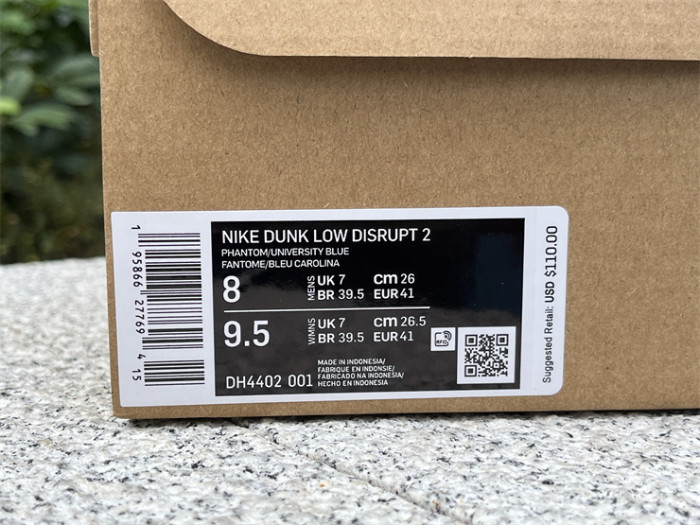 1 95866 27769 4 15
NIKE DUNK LOW DISRUPT 2
PHANTOM/UNIVERSITY BLUE
FANTOME/BLEU CAROLINA
8 MENS UK 7 cm 26
BR 39.5 EUR 41
9.5 WMNS UK 7 cm 26.5
BR 39.5 EUR 41
RFID
MADE IN INDONESIA/
FABRIQUE EN INDONSIE/
FABRICADO NA INDONESIA/
HECHO EN INDONESIA
DH4402 001
Suggested Retail: USD $110.00